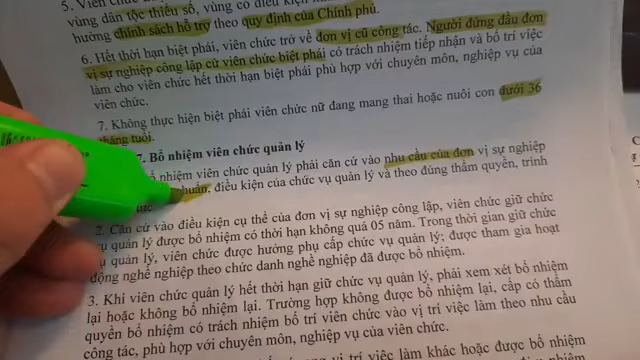 5. Viên chức
vùng dân tộc thiểu số, vùng có điều kiện
hưởng chính sách hỗ trợ theo quy định của Chính phủ.
6. Hết thời hạn biệt phái, viên chức trở về đơn vị cũ công tác. Người đứng đầu đơn
vị sự nghiệp công lập cử viên chức biệt phái có trách nhiệm tiếp nhận và bố trí việc
làm cho viên chức hết thời hạn biệt phái phù hợp với chuyên môn, nghiệp vụ của
viên chức.
7. Không thực hiện biệt phái viên chức nữ đang mang thai hoặc nuôi con dưới 36
tháng tuổi.
7. Bổ nhiệm viên chức quản lý
nhiệm viên chức quản lý phải căn cứ vào nhu cầu của đơn vị sự nghiệp
chuẩn, điều kiện của chức vụ quản lý và theo đúng thẩm quyền, trình
2. Căn cứ vào điều kiện cụ thể của đơn vị sự nghiệp công lập, viên chức giữ chức
vụ quản lý được bổ nhiệm có thời hạn không quá 05 năm. Trong thời gian giữ chức
vụ quản lý, viên chức được hưởng phụ cấp chức vụ quản lý; được tham gia hoạt
động nghề nghiệp theo chức danh nghề nghiệp đã được bổ nhiệm.
3. Khi viên chức quản lý hết thời hạn giữ chức vụ quản lý, phải xem xét bổ nhiệm
lại hoặc không bổ nhiệm lại. Trường hợp không được bổ nhiệm lại, cấp có thẩm
quyền bổ nhiệm có trách nhiệm bố trí viên chức vào vị trí việc làm theo nhu cầu
công tác, phù hợp với chuyên môn, nghiệp vụ của viên chức.
vị trí việc làm khác hoặc được bổ nhiệm